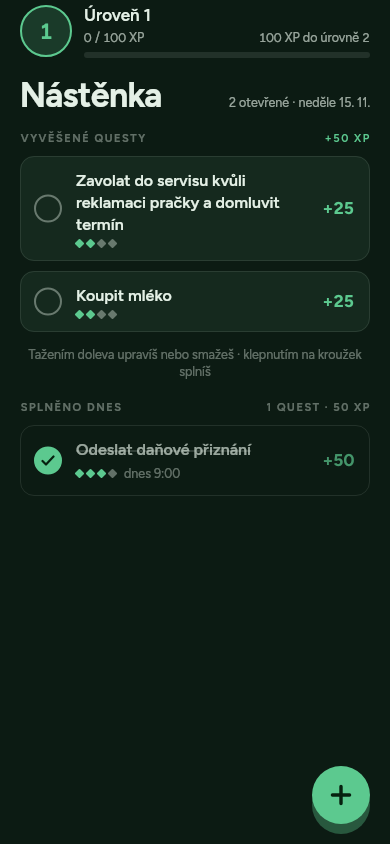 1
Úroveň 1
0 / 100 XP
100 XP do úrovně 2
Nástěnka
2 otevřené · neděle 15. 11.
VYVĚŠENÉ QUESTY
+50 XP
Zavolat do servisu kvůli
reklamaci pračky a domluvit
termín
+25
Koupit mléko
+25
Tažením doleva upravíš nebo smažeš · klepnutím na kroužek
splníš
SPLNĚNO DNES
1 QUEST · 50 XP
Odeslat daňové přiznání
dnes 9:00
+50